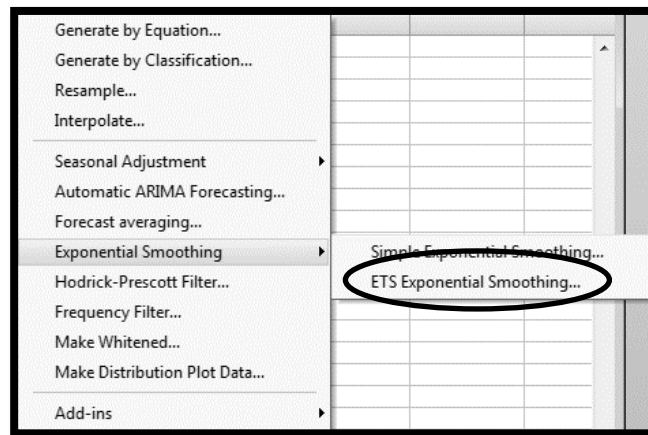 Generate by Equation...
Generate by Classification...
Resample...
Interpolate...
Seasonal Adjustment
Automatic ARIMA Forecasting...
Forecast averaging...
Exponential Smoothing
Simple Exponential Smoothing...
Hodrick-Prescott Filter...
ETS Exponential Smoothing...
Frequency Filter...
Make Whitened...
Make Distribution Plot Data...
Add-ins